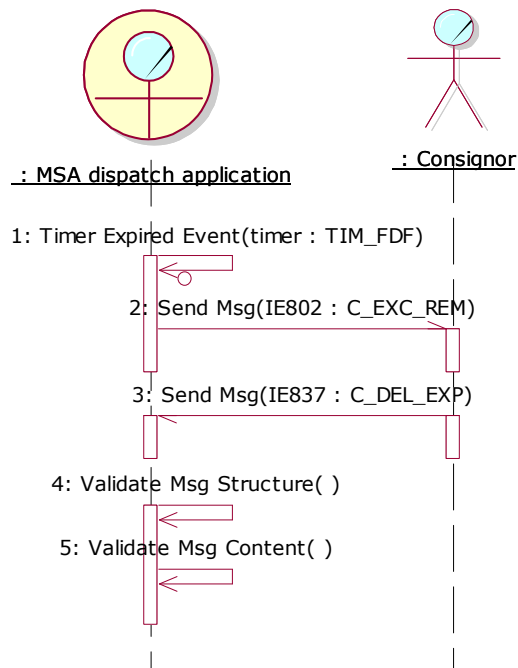 : MSA dispatch application
: Consignor
1: Timer Expired Event(timer : TIM_FDF)
2: Send Msg(IE802 : C_EXC_REM)
3: Send Msg(IE837 : C_DEL_EXP)
4: Validate Msg Structure( )
5: Validate Msg Content( )